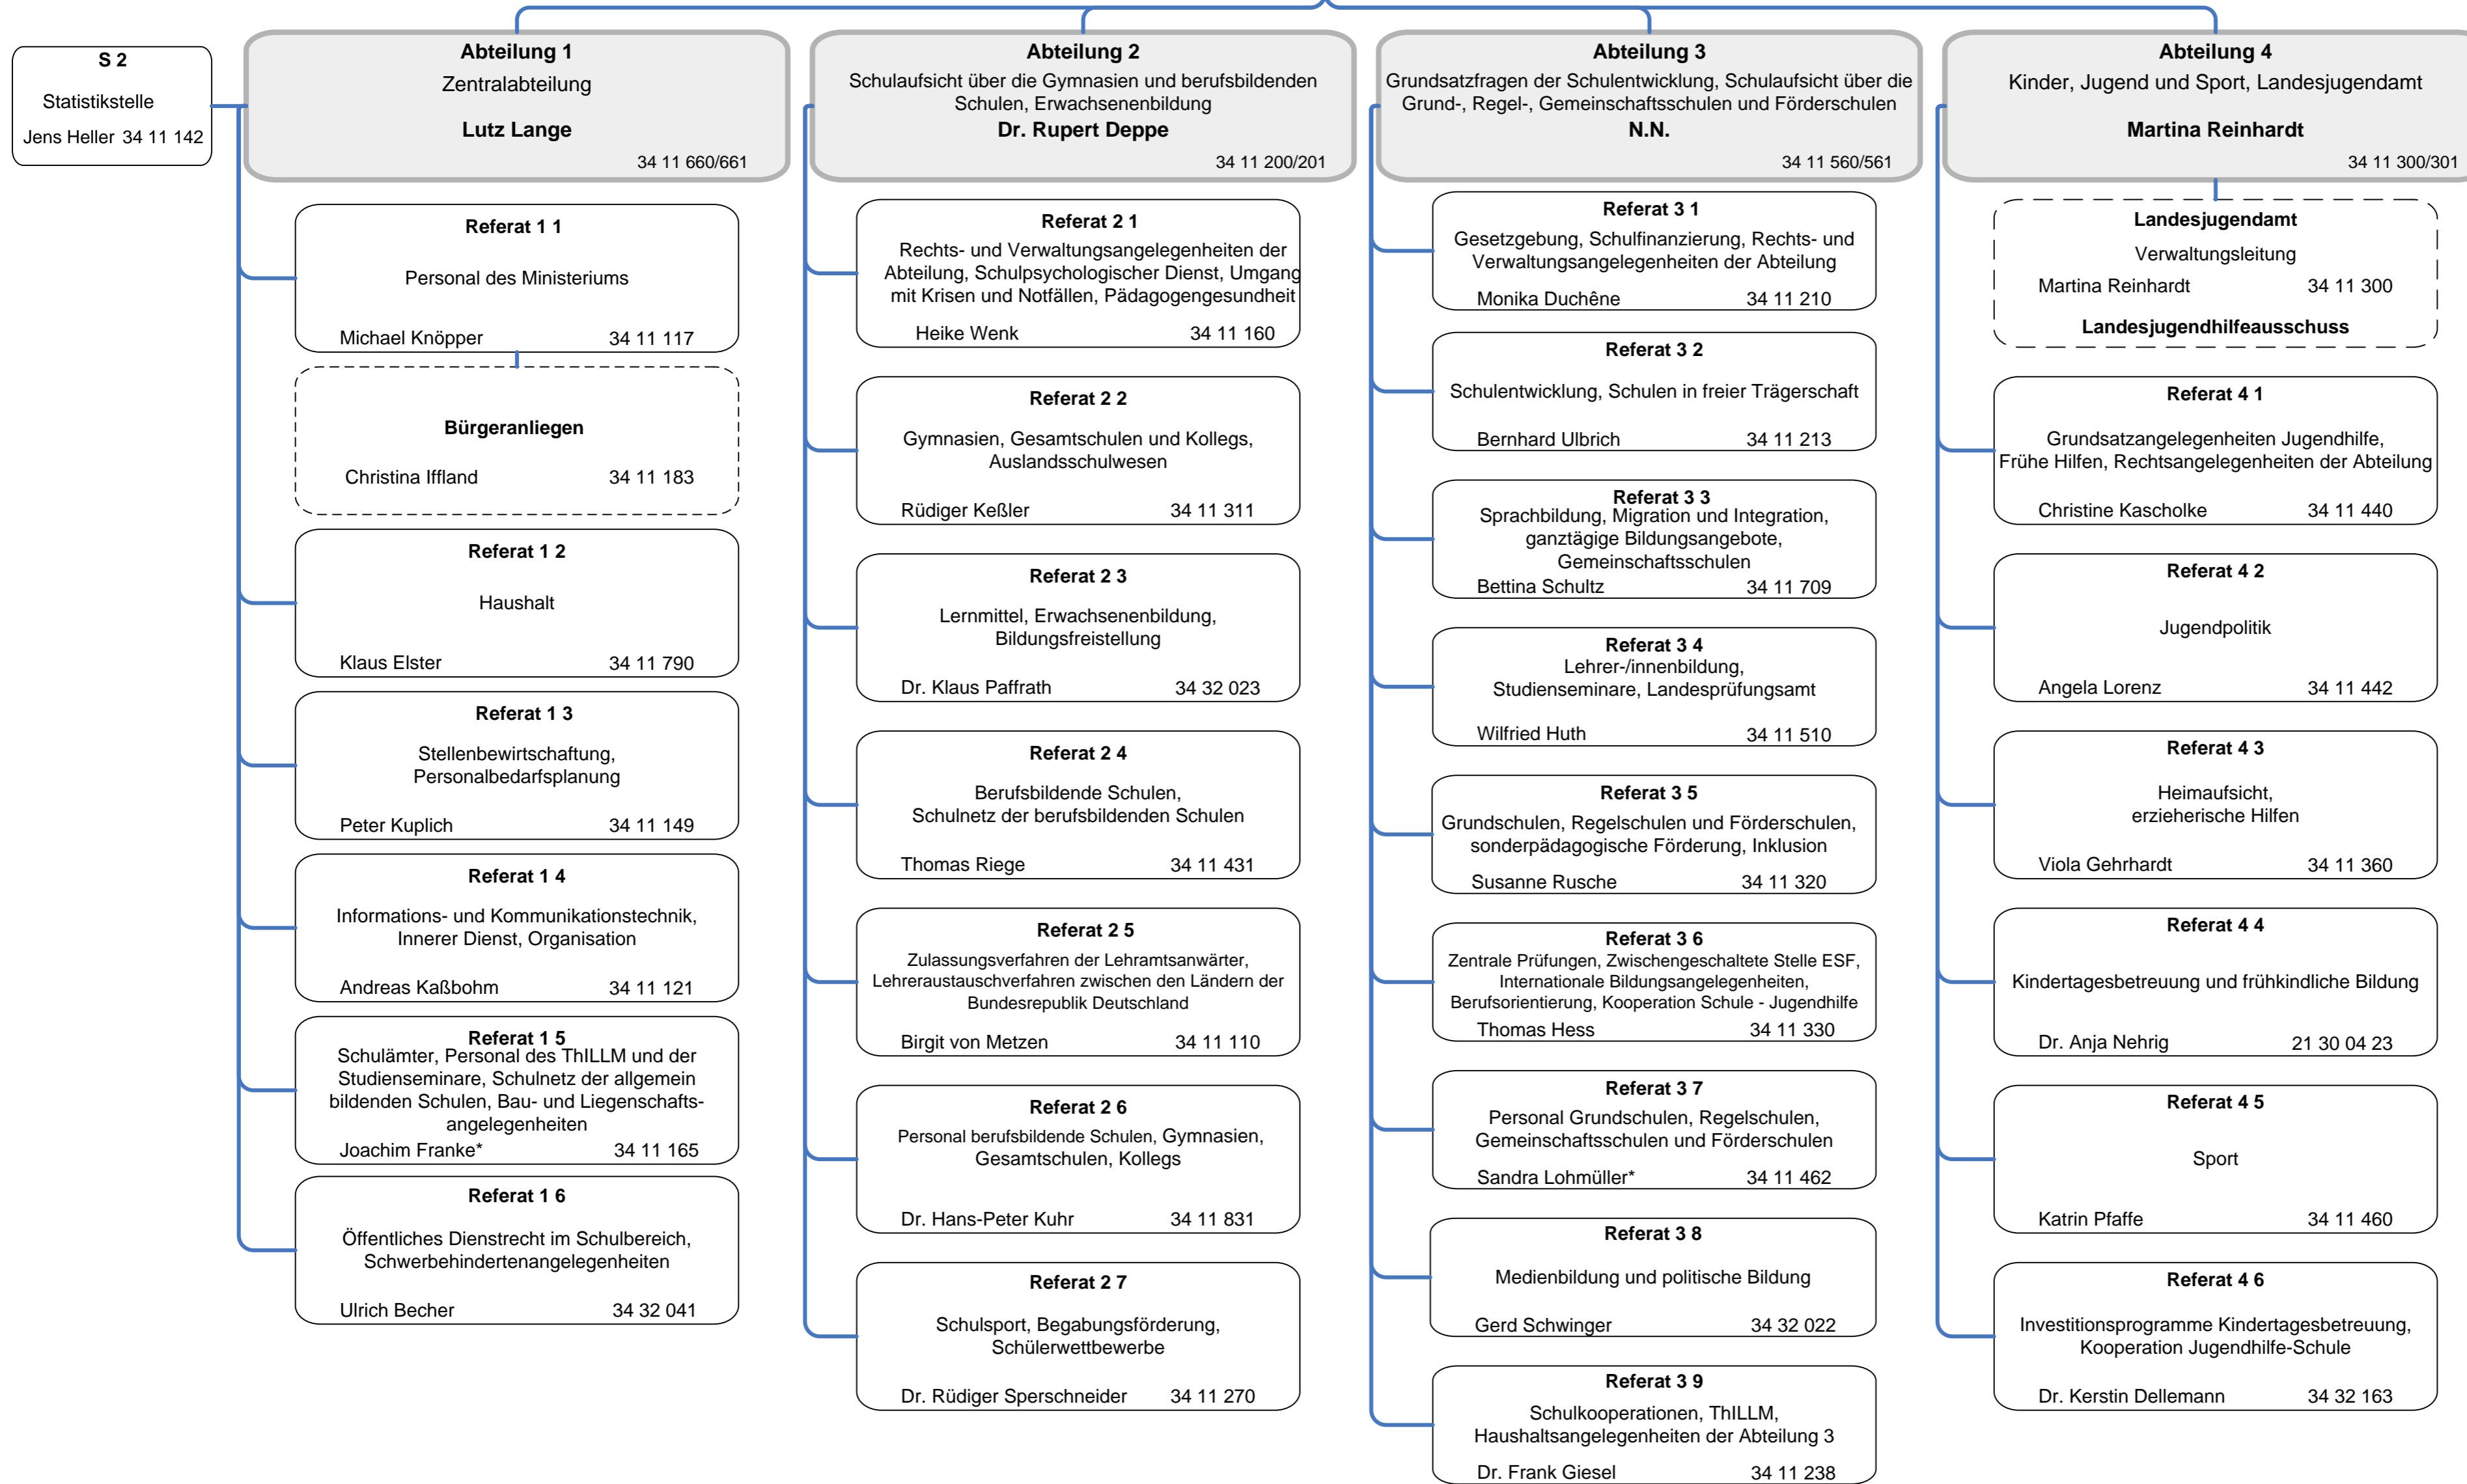 S 2
Statistikstelle
Jens Heller 34 11 142
Abteilung 1
Zentralabteilung
Lutz Lange
34 11 660/661
Referat 1 1
Personal des Ministeriums
Michael Knöpper 34 11 117
Bürgeranliegen
Christina Iffland 34 11 183
Referat 1 2
Haushalt
Klaus Elster 34 11 790
Referat 1 3
Stellenbewirtschaftung,
Personalbedarfsplanung
Peter Kuplich 34 11 149
Referat 1 4
Informations- und Kommunikationstechnik,
Innerer Dienst, Organisation
Andreas Kaßbohm 34 11 121
Referat 1 5
Schulämter, Personal des ThILLM und der
Studienseminare, Schulnetz der allgemein
bildenden Schulen, Bau- und Liegenschafts-
angelegenheiten
Joachim Franke* 34 11 165
Referat 1 6
Öffentliches Dienstrecht im Schulbereich,
Schwerbehindertenangelegenheiten
Ulrich Becher 34 32 041
Abteilung 2
Schulaufsicht über die Gymnasien und berufsbildenden
Schulen, Erwachsenenbildung
Dr. Rupert Deppe
34 11 200/201
Referat 2 1
Rechts- und Verwaltungsangelegenheiten der
Abteilung, Schulpsychologischer Dienst, Umgang
mit Krisen und Notfällen, Pädagogengesundheit
Heike Wenk 34 11 160
Referat 2 2
Gymnasien, Gesamtschulen und Kollegs,
Auslandsschulwesen
Rüdiger Keßler 34 11 311
Referat 2 3
Lernmittel, Erwachsenenbildung,
Bildungsfreistellung
Dr. Klaus Paffrath 34 32 023
Referat 2 4
Berufsbildende Schulen,
Schulnetz der berufsbildenden Schulen
Thomas Riege 34 11 431
Referat 2 5
Zulassungsverfahren der Lehramtsanwärter,
Lehreraustauschverfahren zwischen den Ländern der
Bundesrepublik Deutschland
Birgit von Metzen 34 11 110
Referat 2 6
Personal berufsbildende Schulen, Gymnasien,
Gesamtschulen, Kollegs
Dr. Hans-Peter Kuhr 34 11 831
Referat 2 7
Schulsport, Begabungsförderung,
Schülerwettbewerbe
Dr. Rüdiger Sperschneider 34 11 270
Abteilung 3
Grundsatzfragen der Schulentwicklung, Schulaufsicht über die
Grund-, Regel-, Gemeinschaftsschulen und Förderschulen
N.N.
34 11 560/561
Referat 3 1
Gesetzgebung, Schulfinanzierung, Rechts- und
Verwaltungsangelegenheiten der Abteilung
Monika Duchêne 34 11 210
Referat 3 2
Schulentwicklung, Schulen in freier Trägerschaft
Bernhard Ulbrich 34 11 213
Referat 3 3
Sprachbildung, Migration und Integration,
ganztägige Bildungsangebote,
Gemeinschaftsschulen
Bettina Schultz 34 11 709
Referat 3 4
Lehrer-/innenbildung,
Studienseminare, Landesprüfungsamt
Wilfried Huth 34 11 510
Referat 3 5
Grundschulen, Regelschulen und Förderschulen,
sonderpädagogische Förderung, Inklusion
Susanne Rusche 34 11 320
Referat 3 6
Zentrale Prüfungen, Zwischengeschaltete Stelle ESF,
Internationale Bildungsangelegenheiten,
Berufsorientierung, Kooperation Schule - Jugendhilfe
Thomas Hess 34 11 330
Referat 3 7
Personal Grundschulen, Regelschulen,
Gemeinschaftsschulen und Förderschulen
Sandra Lohmüller* 34 11 462
Referat 3 8
Medienbildung und politische Bildung
Gerd Schwinger 34 32 022
Referat 3 9
Schulkooperationen, ThILLM,
Haushaltsangelegenheiten der Abteilung 3
Dr. Frank Giesel 34 11 238
Abteilung 4
Kinder, Jugend und Sport, Landesjugendamt
Martina Reinhardt
34 11 300/301
Landesjugendamt
Verwaltungsleitung
Martina Reinhardt 34 11 300
Landesjugendhilfeausschuss
Referat 4 1
Grundsatzangelegenheiten Jugendhilfe,
Frühe Hilfen, Rechtsangelegenheiten der Abteilung
Christine Kascholke 34 11 440
Referat 4 2
Jugendpolitik
Angela Lorenz 34 11 442
Referat 4 3
Heimaufsicht,
erzieherische Hilfen
Viola Gehrhardt 34 11 360
Referat 4 4
Kindertagesbetreuung und frühkindliche Bildung
Dr. Anja Nehrig 21 30 04 23
Referat 4 5
Sport
Katrin Pfaffe 34 11 460
Referat 4 6
Investitionsprogramme Kindertagesbetreuung,
Kooperation Jugendhilfe-Schule
Dr. Kerstin Dellemann 34 32 163